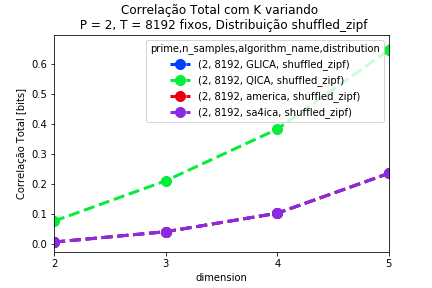 Correlação Total com K variando
P = 2, T = 8192 fixos, Distribuição shuffled_zipf
prime,n_samples,algorithm_name,distribution
(2, 8192, GLICA, shuffled_zipf)
(2, 8192, QICA, shuffled_zipf)
(2, 8192, america, shuffled_zipf)
(2, 8192, sa4ica, shuffled_zipf)
Correlação Total [bits]
0.6
0.5
0.4
0.3
0.2
0.1
0.0
2
3
4
5
dimension